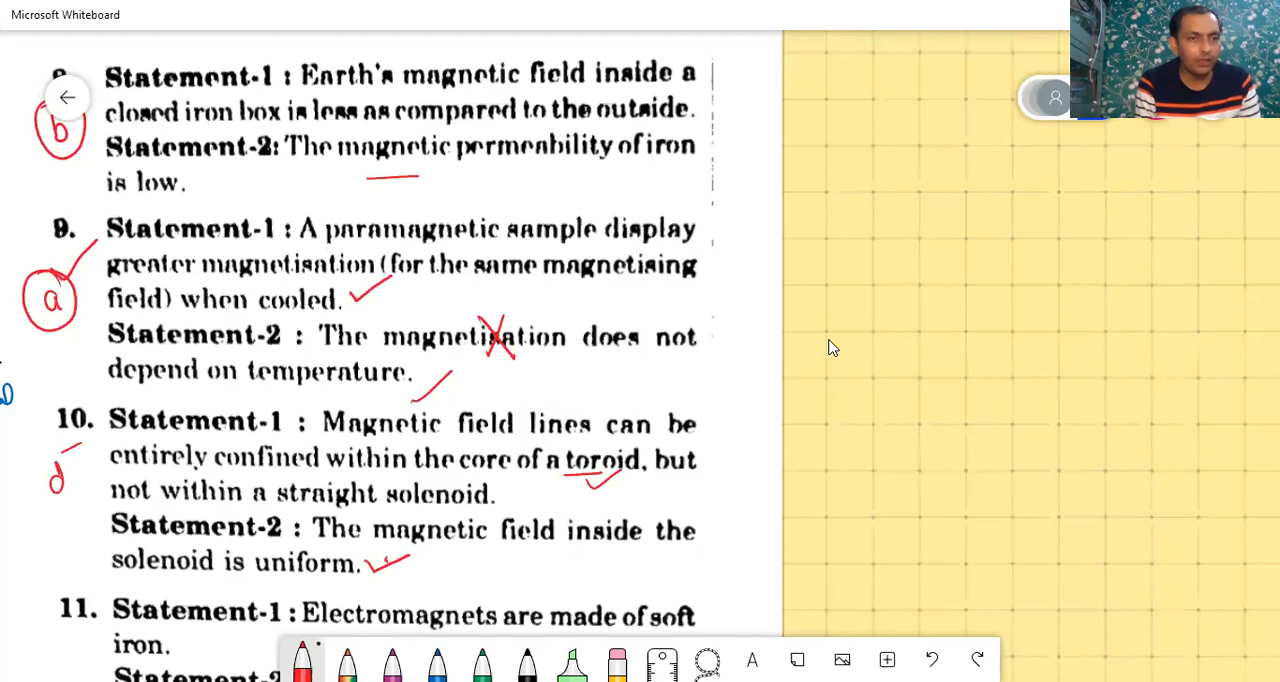 Microsoft Whiteboard
Statement-1 : Earth's magnetic field inside a
closed iron box is less as compared to the outside.
b
Statement-2: The magnetic permeability of iron
is low.
9. Statement-1 : A paramagnetic sample display
greater magnetisation (for the same magnetising
a
field) when cooled.
Statement-2 : The magnetisation does not
depend on temperature.
10. Statement-1 : Magnetic field lines can be
entirely confined within the core of a toroid, but
d
not within a straight solenoid.
Statement-2 : The magnetic field inside the
solenoid is uniform.
11. Statement-1 : Electromagnets are made of soft
iron.
A